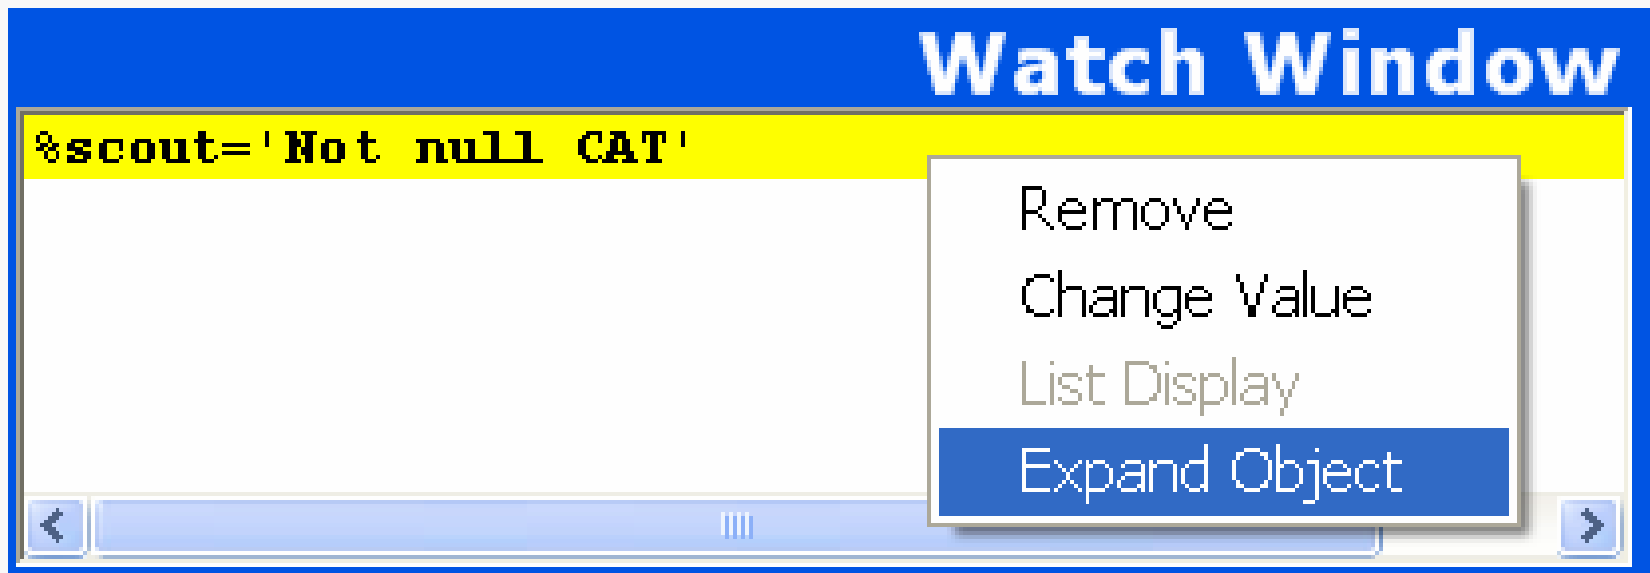 Watch Window
%scout='Not null CAT'
Remove
Change Value
List Display
Expand Object